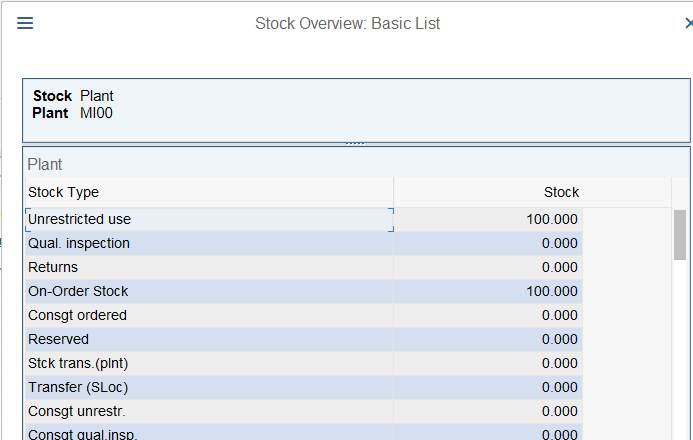 Stock Overview: Basic List
Stock Plant
Plant MI00
Plant
Stock Type Stock
Unrestricted use 100.000
Qual. inspection 0.000
Returns 0.000
On-Order Stock 100.000
Consgt ordered 0.000
Reserved 0.000
Stck trans.(plnt) 0.000
Transfer (SLoc) 0.000
Consgt unrestr. 0.000
Consgt qual.insp. 0.000